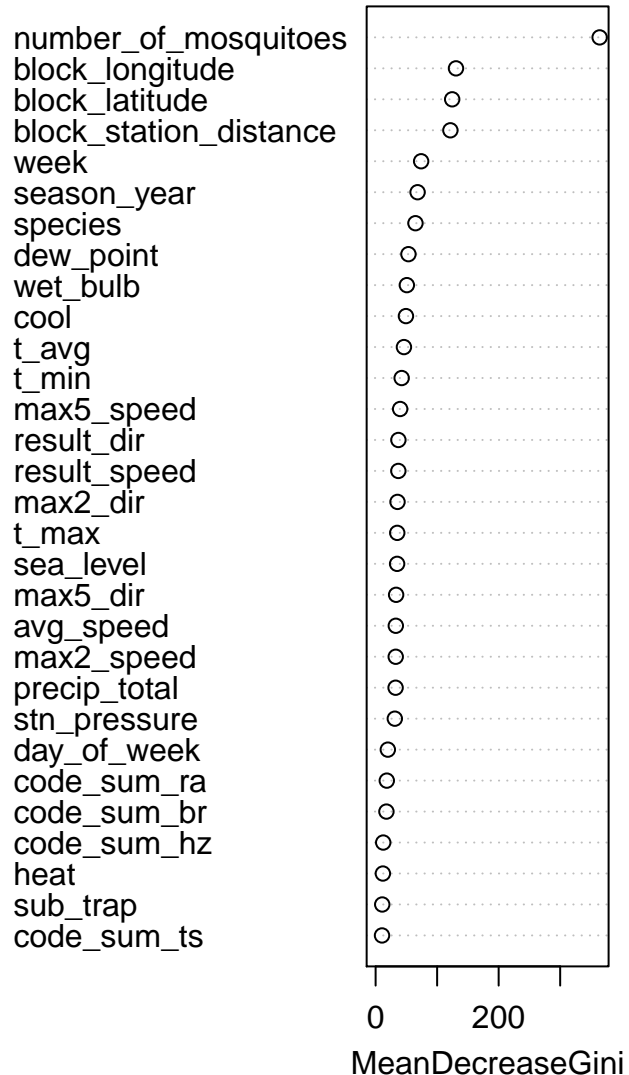 number_of_mosquitoes
block_longitude
block_latitude
block_station_distance
week
season_year
species
dew_point
wet_bulb
cool
t_avg
t_min
max5_speed
result_dir
result_speed
max2_dir
t_max
sea_level
max5_dir
avg_speed
max2_speed
precip_total
stn_pressure
day_of_week
code_sum_ra
code_sum_br
code_sum_hz
heat
sub_trap
code_sum_ts
0 200
MeanDecreaseGini